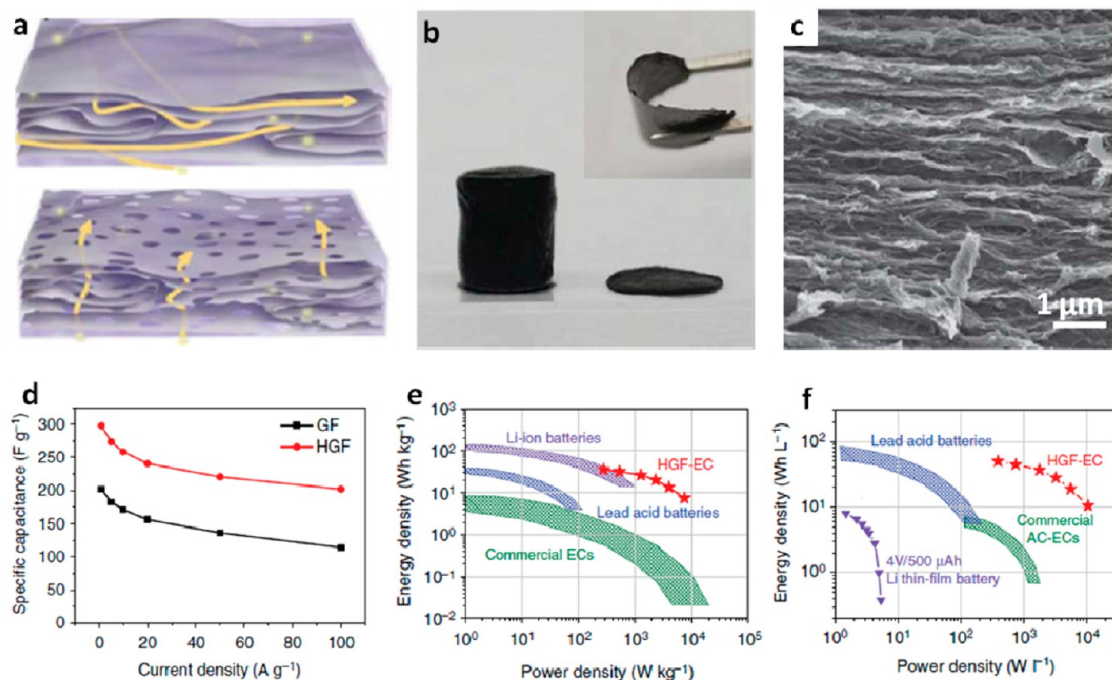 a
b
c
1 μm
d
Specific capacitance (F g⁻¹)
300
250
200
150
100
50
0
GF
HGF
0
20
40
60
80
100
Current density (A g⁻¹)
e
Energy density (Wh kg⁻¹)
10³
10²
10¹
10⁰
10⁻¹
10⁻²
Li-ion batteries
HGF-EC
Lead acid batteries
Commercial ECs
10⁰
10¹
10²
10³
10⁴
10⁵
Power density (W kg⁻¹)
f
Energy density (Wh L⁻¹)
10²
10¹
10⁰
Lead acid batteries
HGF-EC
Commercial
AC-ECs
4V/500 μAh
Li thin-film battery
10⁰
10¹
10²
10³
10⁴
Power density (W l⁻¹)